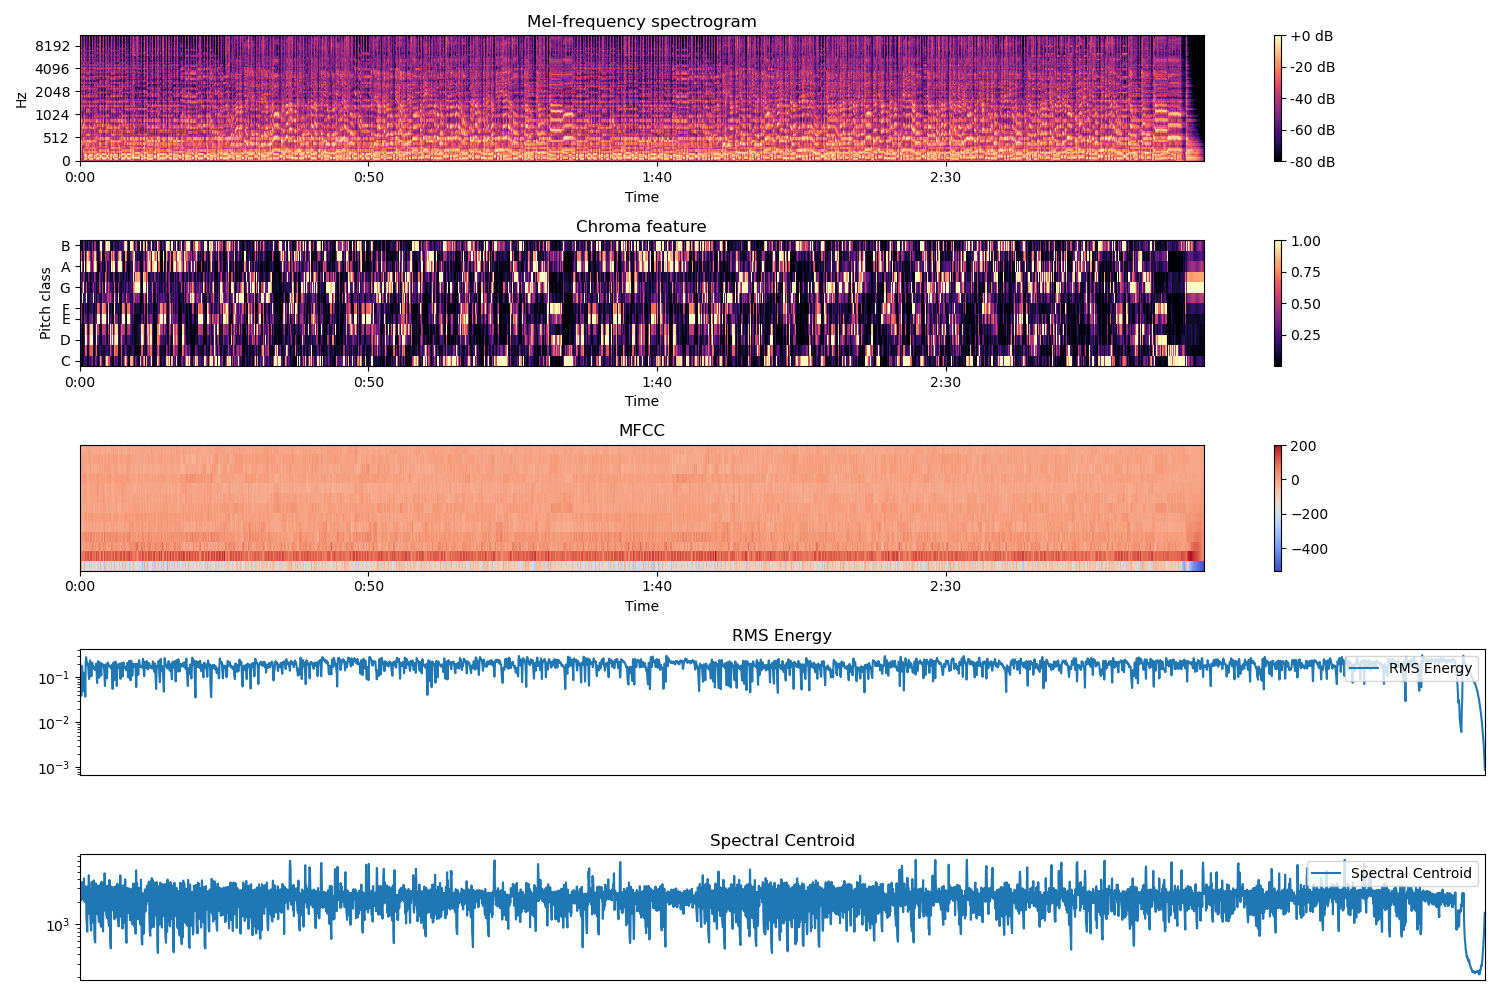 Mel-frequency spectrogram
Hz
8192
4096
2048
1024
512
0
0:00 0:50 1:40 2:30
Time
+0 dB
-20 dB
-40 dB
-60 dB
-80 dB
Chroma feature
Pitch class
B
A
G
F
E
D
C
0:00 0:50 1:40 2:30
Time
1.00
0.75
0.50
0.25
MFCC
0:00 0:50 1:40 2:30
Time
200
0
−200
−400
RMS Energy
10⁻¹
10⁻²
10⁻³
RMS Energy
Spectral Centroid
10³
Spectral Centroid